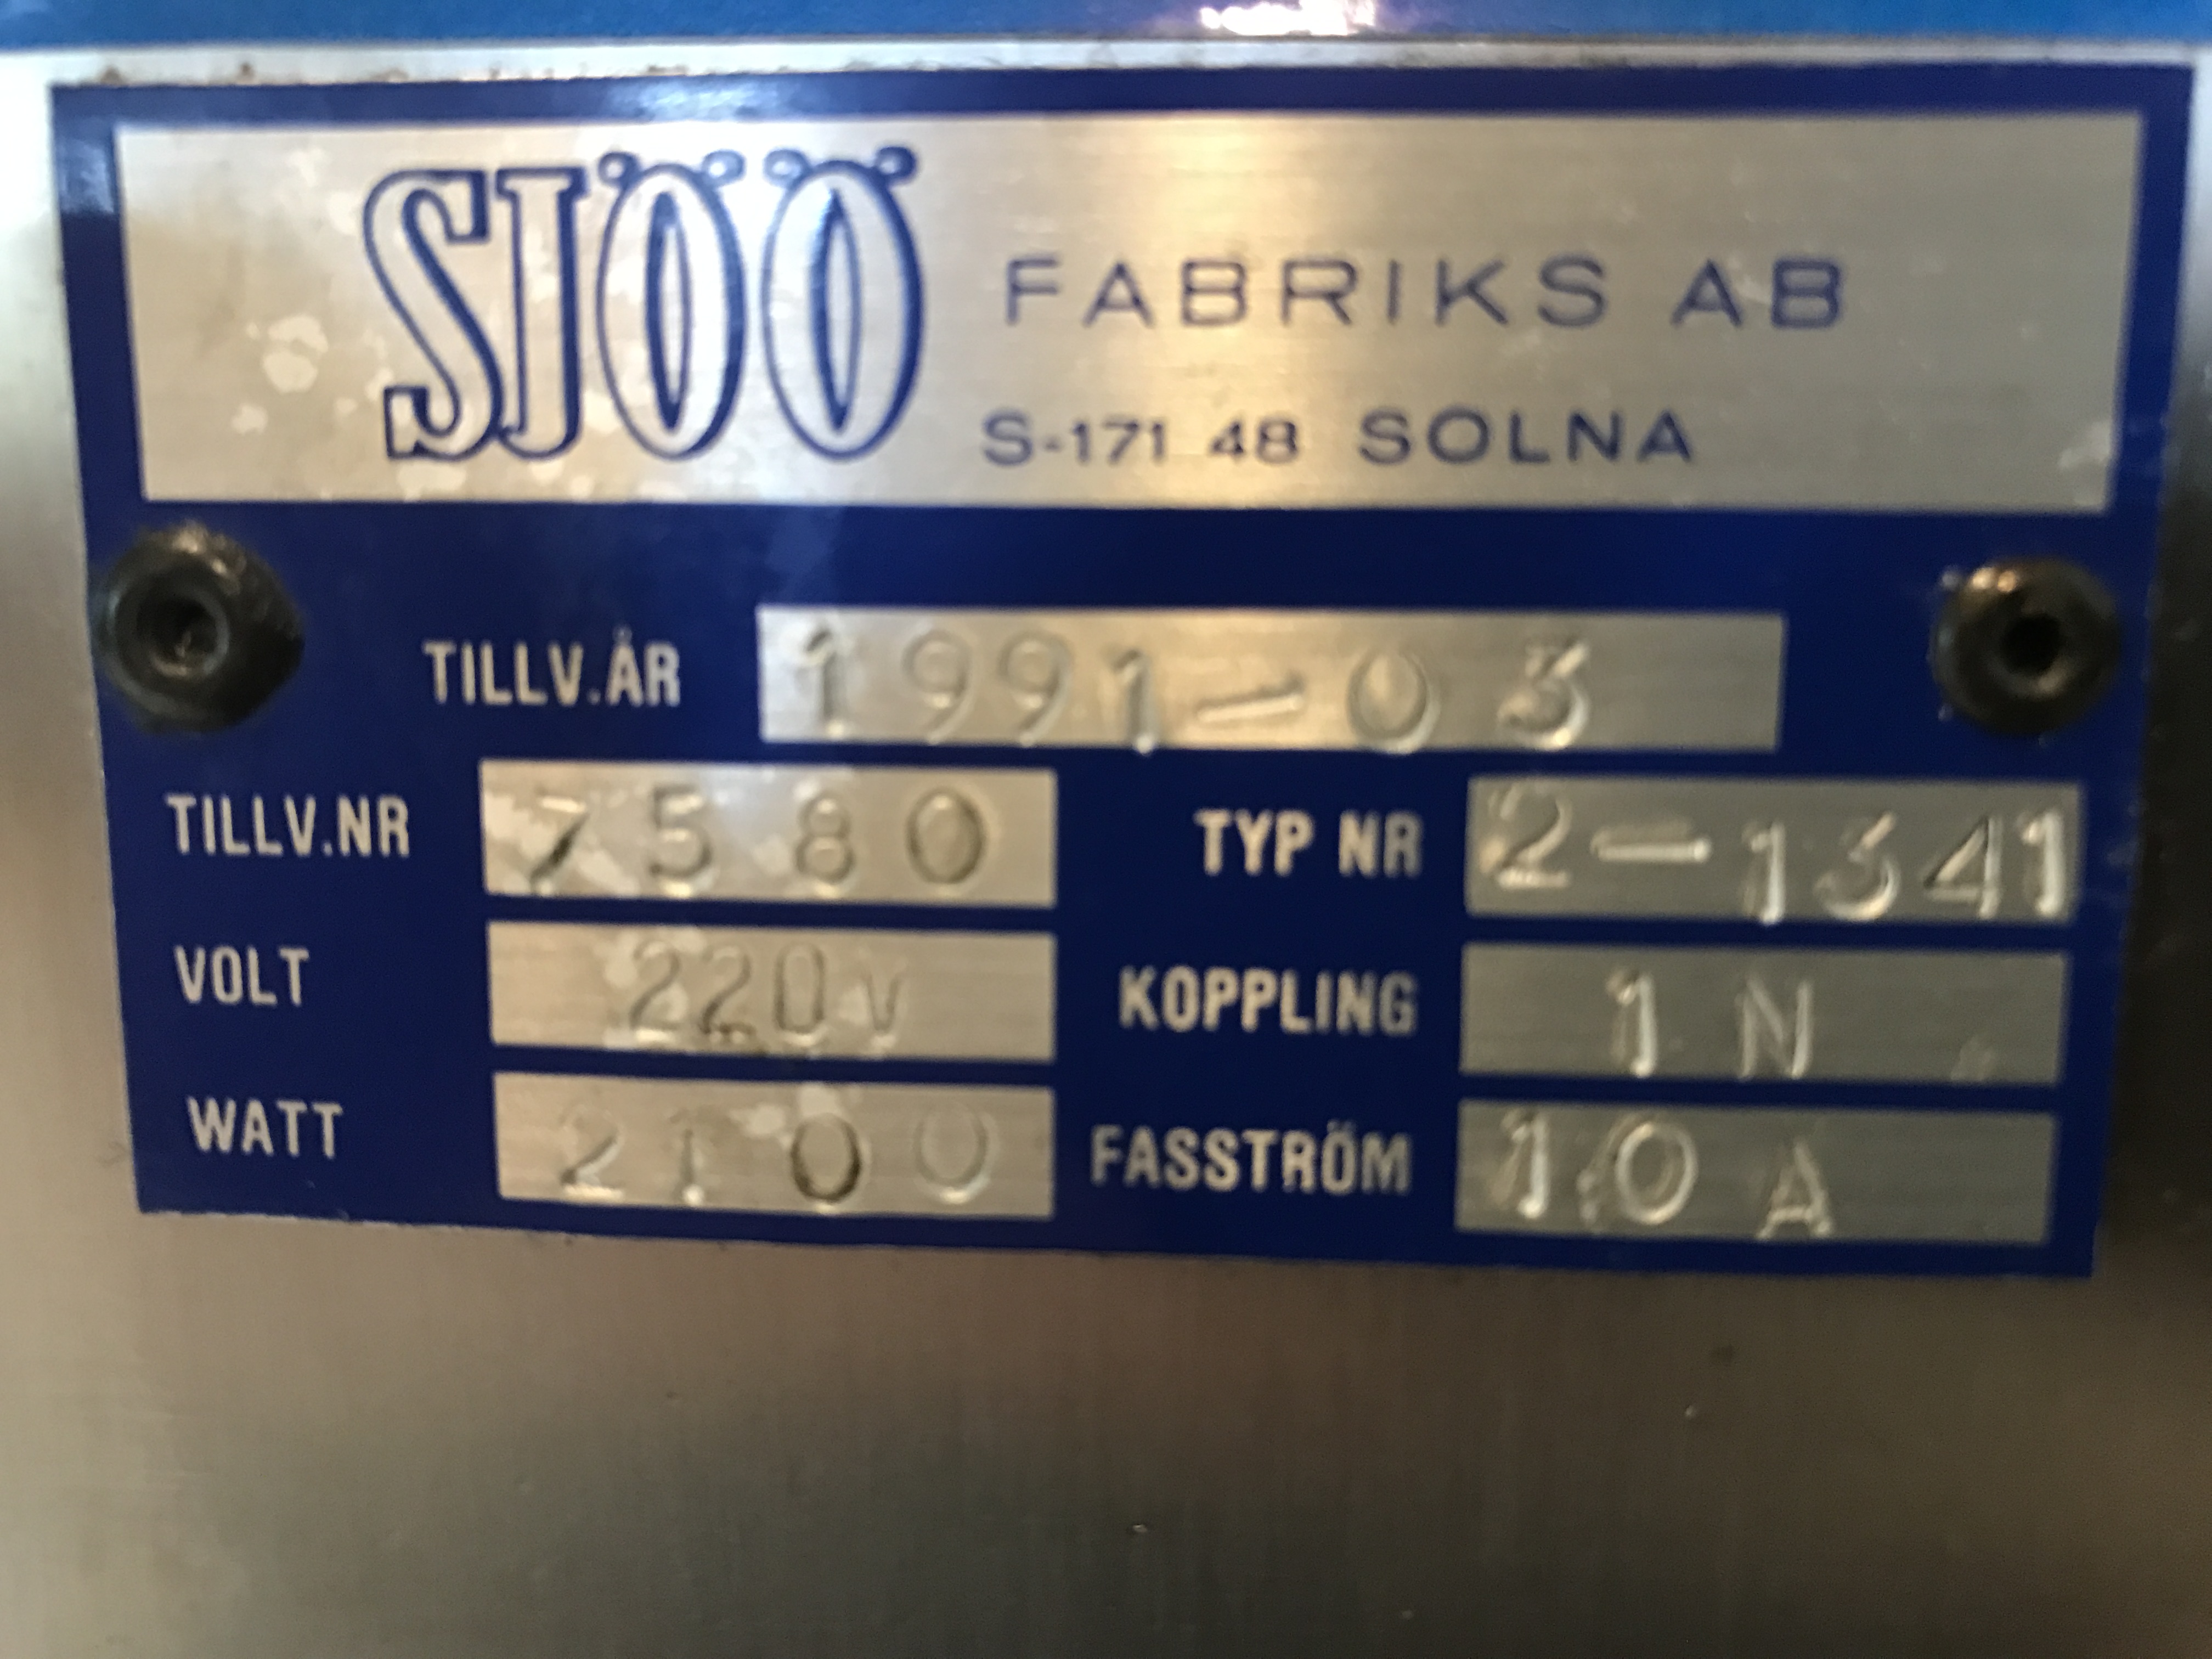 SJÖÖ FABRIKS AB
S-171 48 SOLNA
TILLV.ÅR 1991-03
TILLV.NR 7580 TYP NR 2-1341
VOLT 220V KOPPLING 1N
WATT 2100 FASSTRÖM 10A